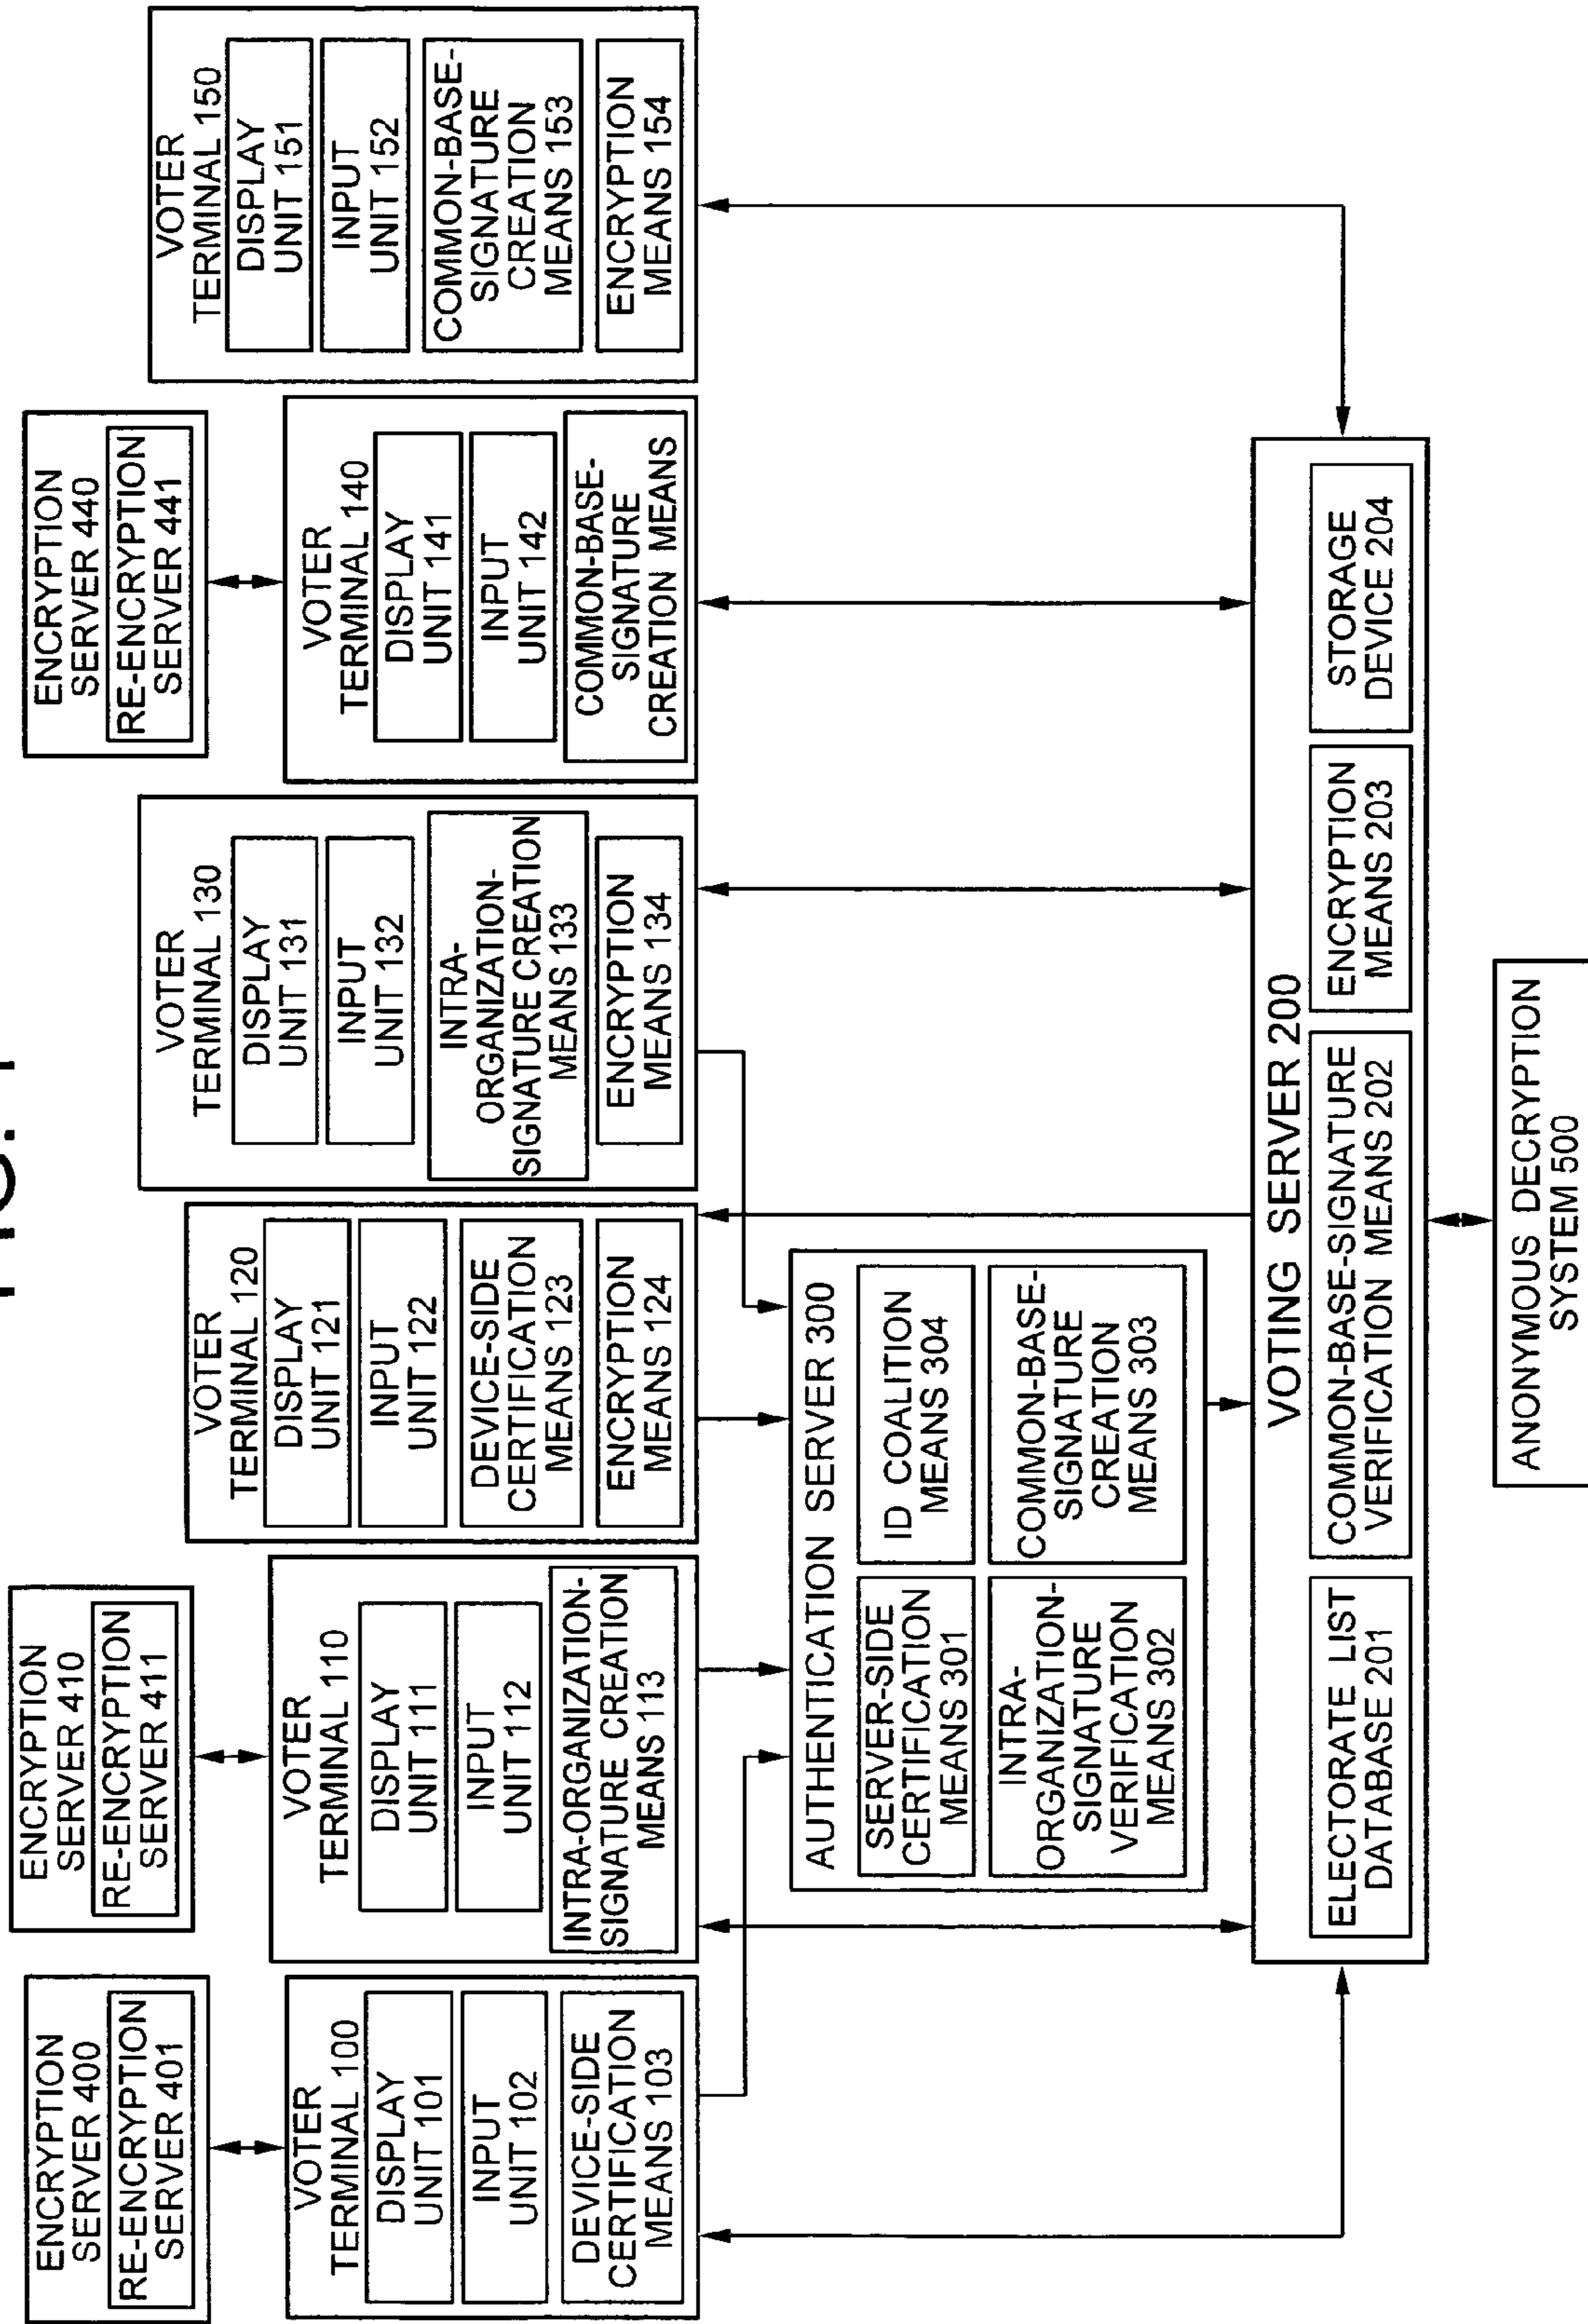 ENCRYPTION
SERVER 400
RE-ENCRYPTION
SERVER 401
ENCRYPTION
SERVER 410
RE-ENCRYPTION
SERVER 411
ENCRYPTION
SERVER 440
RE-ENCRYPTION
SERVER 441
VOTER
TERMINAL 100
DISPLAY
UNIT 101
INPUT
UNIT 102
DEVICE-SIDE
CERTIFICATION
MEANS 103
VOTER
TERMINAL 110
DISPLAY
UNIT 111
INPUT
UNIT 112
INTRA-ORGANIZATION-
SIGNATURE CREATION
MEANS 113
VOTER
TERMINAL 120
DISPLAY
UNIT 121
INPUT
UNIT 122
DEVICE-SIDE
CERTIFICATION
MEANS 123
ENCRYPTION
MEANS 124
VOTER
TERMINAL 130
DISPLAY
UNIT 131
INPUT
UNIT 132
INTRA-
ORGANIZATION-
SIGNATURE CREATION
MEANS 133
ENCRYPTION
MEANS 134
VOTER
TERMINAL 140
DISPLAY
UNIT 141
INPUT
UNIT 142
COMMON-BASE-
SIGNATURE
CREATION MEANS
VOTER
TERMINAL 150
DISPLAY
UNIT 151
INPUT
UNIT 152
COMMON-BASE-
SIGNATURE
CREATION
MEANS 153
ENCRYPTION
MEANS 154
AUTHENTICATION SERVER 300
SERVER-SIDE
CERTIFICATION
MEANS 301
ID COALITION
MEANS 304
INTRA-
ORGANIZATION-
SIGNATURE
VERIFICATION
MEANS 302
COMMON-BASE-
SIGNATURE
CREATION
MEANS 303
VOTING SERVER 200
ELECTORATE LIST
DATABASE 201
COMMON-BASE-SIGNATURE
VERIFICATION MEANS 202
ENCRYPTION
MEANS 203
STORAGE
DEVICE 204
ANONYMOUS DECRYPTION
SYSTEM 500